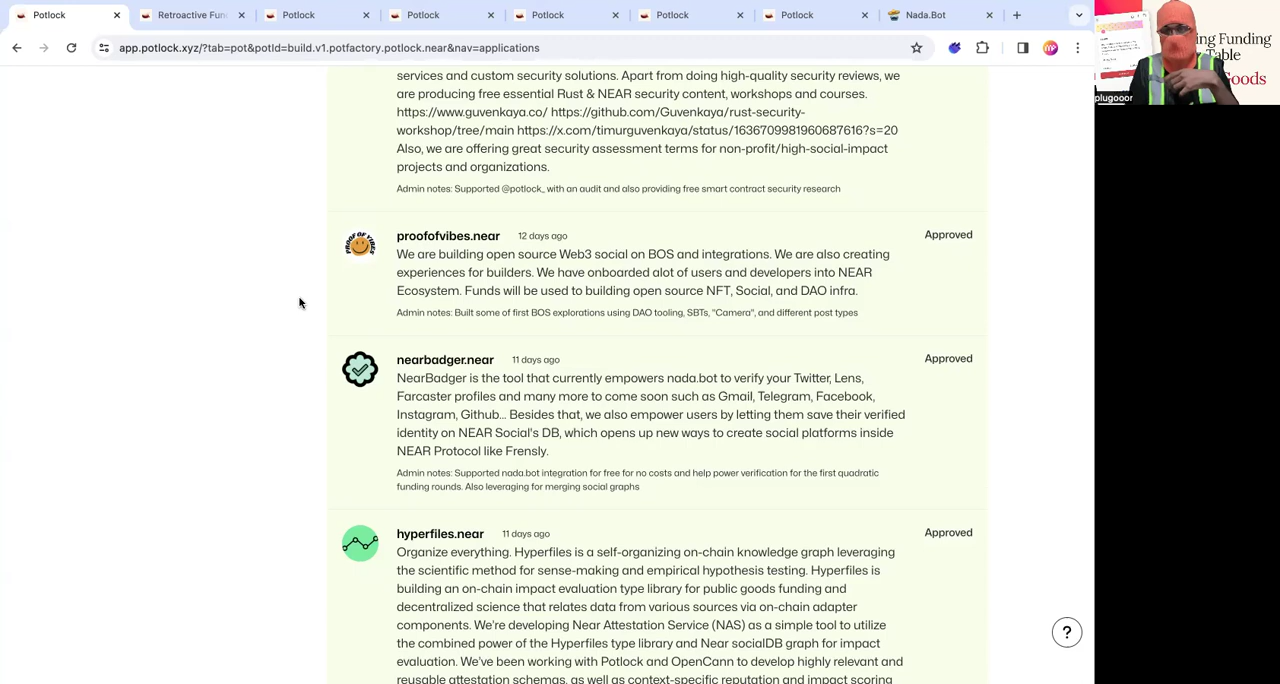 Potlock
Retroactive Fun
Potlock
Potlock
Potlock
Potlock
Potlock
Nada.Bot
app.potlock.xyz/?tab=pot&potId=build.v1.potfactory.potlock.near&nav=applications
ing Funding
Table
Goods
plugooor
and custom security solutions. Apart from doing high-quality security reviews, we
are producing free essential Rust & NEAR security content, workshops and courses.
https://www.guvenkaya.co/ https://github.com/Guvenkaya/rust-security-
workshop/tree/main https://x.com/timurguvenkaya/status/1636709981960687616?s=20
Also, we are offering great security assessment terms for non-profit/high-social-impact
projects and organizations.
Admin notes: Supported @potlock_ with an audit and also providing free smart contract security research
PROOF OF VIBES
proofofvibes.near 12 days ago Approved
We are building open source Web3 social on BOS and integrations. We are also creating
experiences for builders. We have onboarded alot of users and developers into NEAR
Ecosystem. Funds will be used to building open source NFT, Social, and DAO infra.
Admin notes: Built some of first BOS explorations using DAO tooling, SBTs, "Camera", and different post types
nearbadger.near 11 days ago Approved
NearBadger is the tool that currently empowers nada.bot to verify your Twitter, Lens,
Farcaster profiles and many more to come soon such as Gmail, Telegram, Facebook,
Instagram, Github... Besides that, we also empower users by letting them save their verified
identity on NEAR Social's DB, which opens up new ways to create social platforms inside
NEAR Protocol like Frensly.
Admin notes: Supported nada.bot integration for free for no costs and help power verification for the first quadratic
funding rounds. Also leveraging for merging social graphs
hyperfiles.near 11 days ago Approved
Organize everything. Hyperfiles is a self-organizing on-chain knowledge graph leveraging
the scientific method for sense-making and empirical hypothesis testing. Hyperfiles is
building an on-chain impact evaluation type library for public goods funding and
decentralized science that relates data from various sources via on-chain adapter
components. We're developing Near Attestation Service (NAS) as a simple tool to utilize
the combined power of the Hyperfiles type library and Near socialDB graph for impact
evaluation. We've been working with Potlock and OpenCann to develop highly relevant and
reusable attestation schemas, as well as context-specific reputation and impact scoring
?